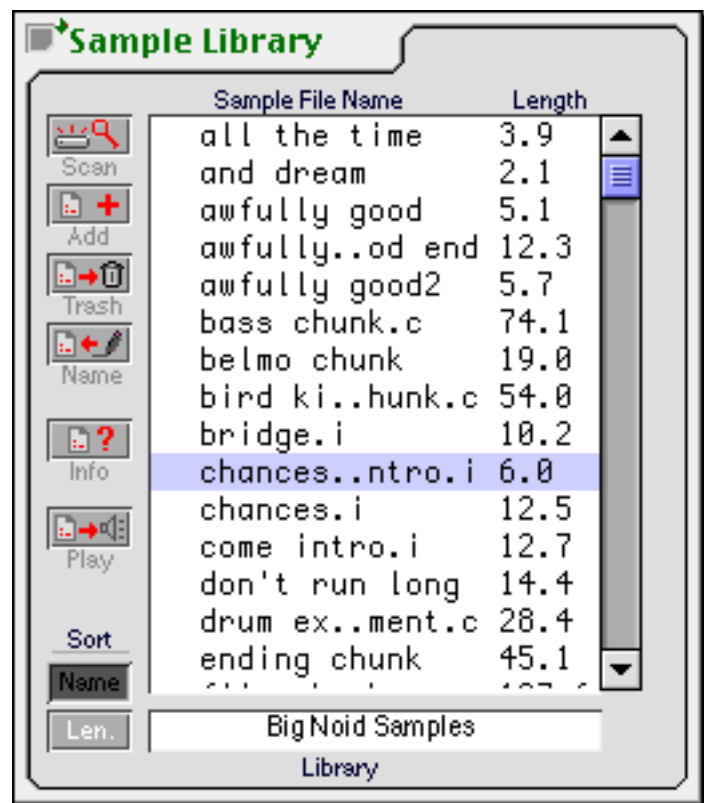 Sample Library
Sample File Name Length
all the time 3.9
and dream 2.1
awfully good 5.1
awfully..od end 12.3
awfully good2 5.7
bass chunk.c 74.1
belmo chunk 19.0
bird ki..hunk.c 54.0
bridge.i 10.2
chances..ntro.i 6.0
chances.i 12.5
come intro.i 12.7
don't run long 14.4
drum ex..ment.c 28.4
ending chunk 45.1
Scan
Add
Trash
Name
Info
Play
Sort
Name
Len.
Big Noid Samples
Library